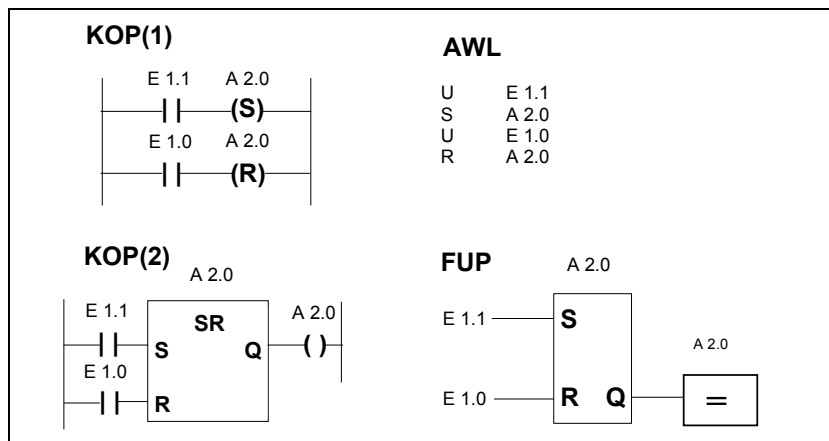 KOP(1)
E 1.1 A 2.0
(S)
E 1.0 A 2.0
(R)
AWL
U E 1.1
S A 2.0
U E 1.0
R A 2.0
KOP(2)
A 2.0
E 1.1 SR A 2.0
S Q ( )
E 1.0
R
FUP
A 2.0
E 1.1 S
A 2.0
E 1.0 R Q =